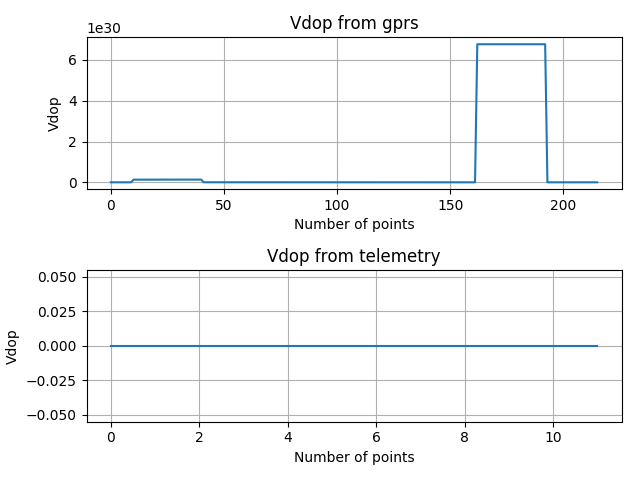 Vdop from gprs
1e30
6
4
2
0
Vdop
0 50 100 150 200
Number of points
Vdop from telemetry
0.050
0.025
0.000
−0.025
−0.050
Vdop
0 2 4 6 8 10
Number of points